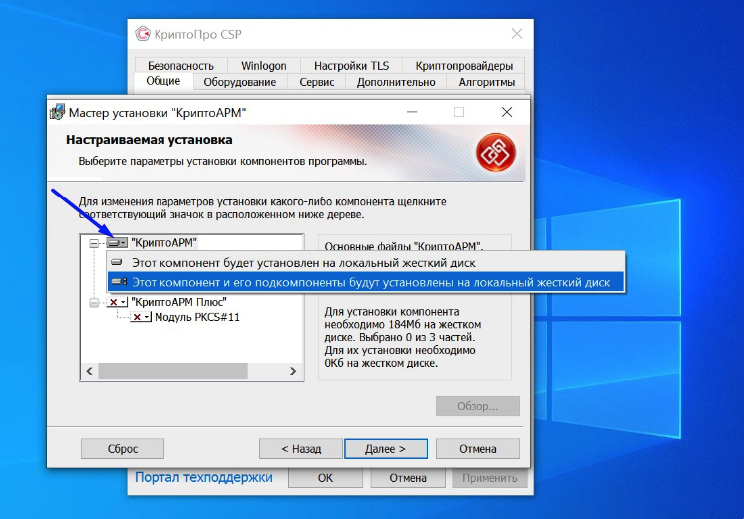 КриптоПро CSP
Безопасность Winlogon Настройки TLS Криптопровайдеры
Общие Оборудование Сервис Дополнительно Алгоритмы
Мастер установки "КриптоАРМ"
Настраиваемая установка
Выберите параметры установки компонентов программы.
Для изменения параметров установки какого-либо компонента щелкните
соответствующий значок в расположенном ниже дереве.
"КриптоАРМ"
Основные файлы "КриптоАРМ".
Этот компонент будет установлен на локальный жесткий диск
Этот компонент и его подкомпоненты будут установлены на локальный жесткий диск
"КриптоАРМ Плюс"
Модуль PKCS#11
Для установки компонента
необходимо 184Мб на жестком
диске. Выбрано 0 из 3 частей.
Для их установки необходимо
0Кб на жестком диске.
Обзор...
Сброс < Назад Далее > Отмена
Портал техподдержки ОК Отмена Применить